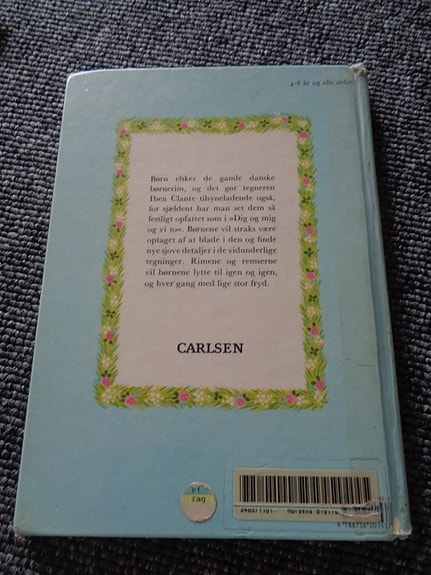 4-8 år og alle aldre
Børn elsker de gamle danske
børnerim, og det gør tegneren
Iben Clante tilsyneladende også,
for sjældent har man set dem så
festligt opfattet som i »Dig og mig
og vi to«. Børnene vil straks være
optaget af at blade i den og finde
nye sjove detaljer i de vidunderlige
tegninger. Rimene og remserne
vil børnene lytte til igen og igen,
og hver gang med lige stor fryd.
CARLSEN